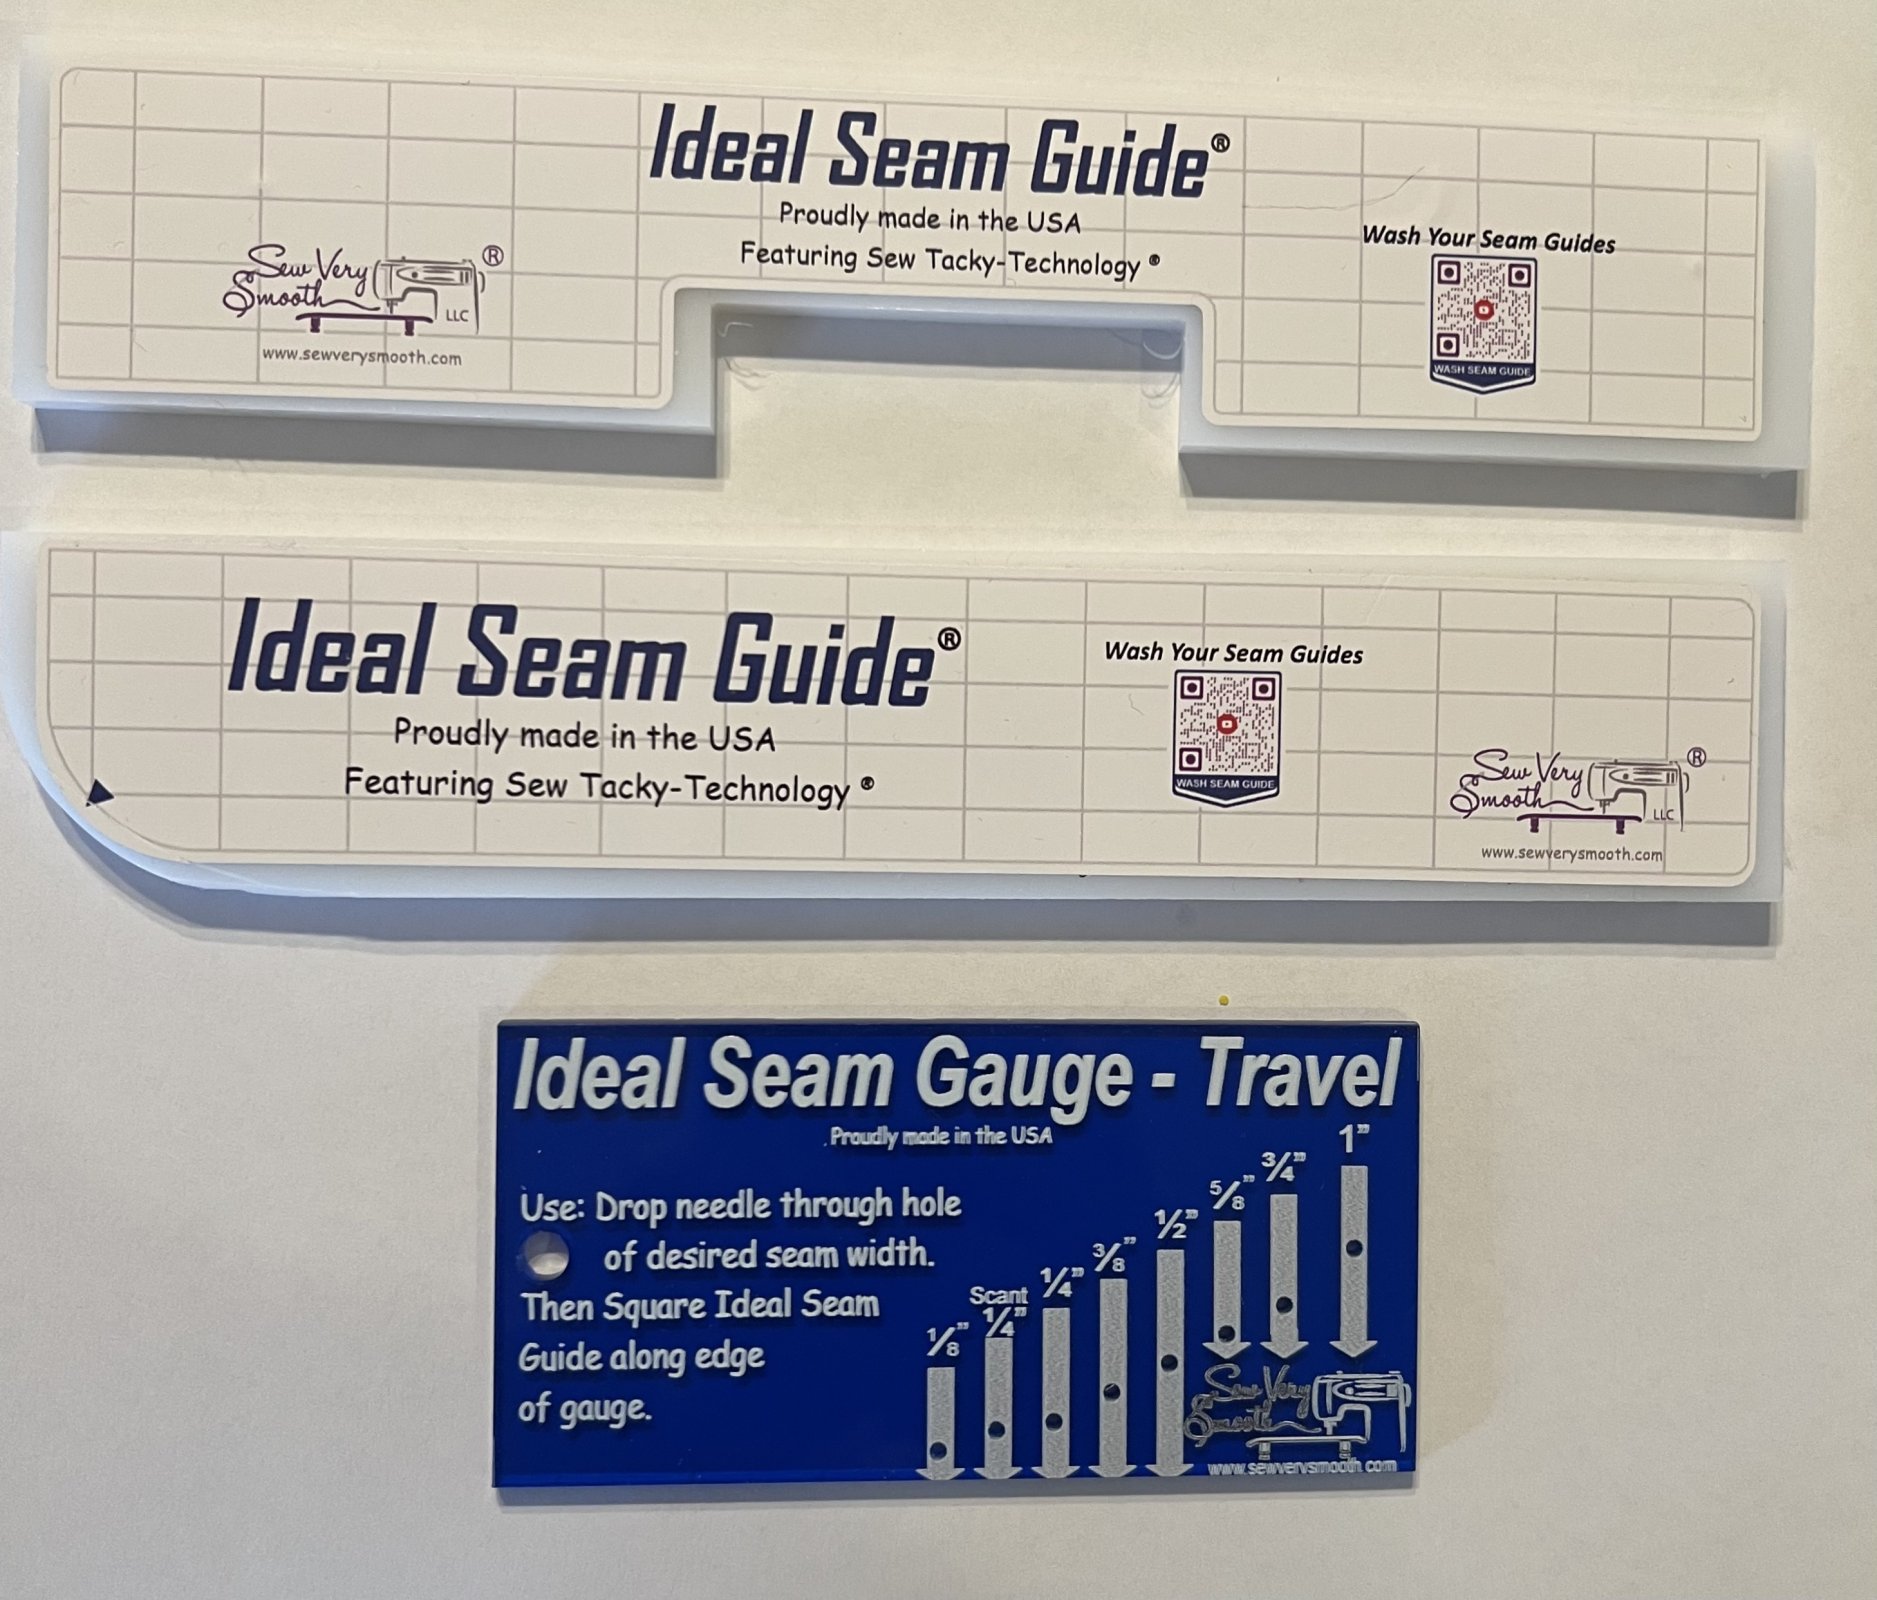 Ideal Seam Guide®
Proudly made in the USA
Featuring Sew Tacky-Technology ®
Sew Very
Smooth
®
LLC
www.sewverysmooth.com
Wash Your Seam Guides
WASH SEAM GUIDE
Ideal Seam Guide®
Proudly made in the USA
Featuring Sew Tacky-Technology ®
Wash Your Seam Guides
WASH SEAM GUIDE
Sew Very
Smooth
®
LLC
www.sewverysmooth.com
Ideal Seam Gauge - Travel
Proudly made in the USA
Use: Drop needle through hole
of desired seam width.
Then Square Ideal Seam
Guide along edge
of gauge.
1/8"
Scant
1/4"
1/4"
3/8"
1/2"
5/8"
3/4"
1"
Sew Very
Smooth
www.sewverysmooth.com